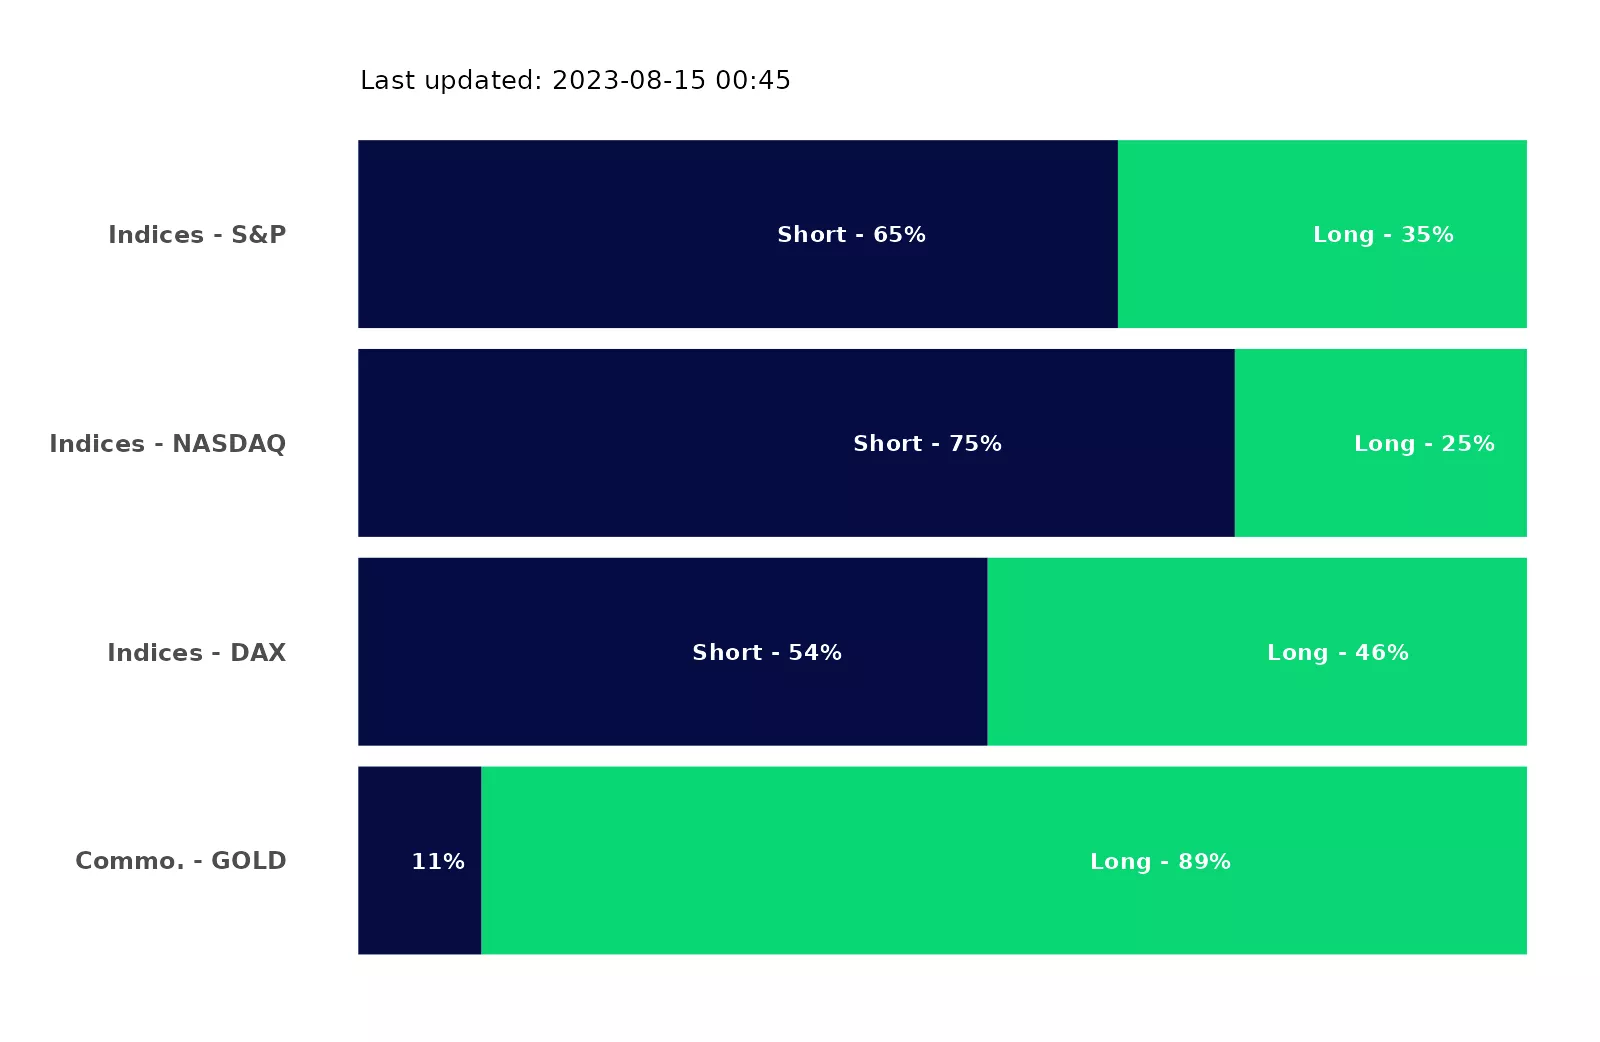 Last updated: 2023-08-15 00:45
Indices - S&P Short - 65% Long - 35%
Indices - NASDAQ Short - 75% Long - 25%
Indices - DAX Short - 54% Long - 46%
Commo. - GOLD 11% Long - 89%